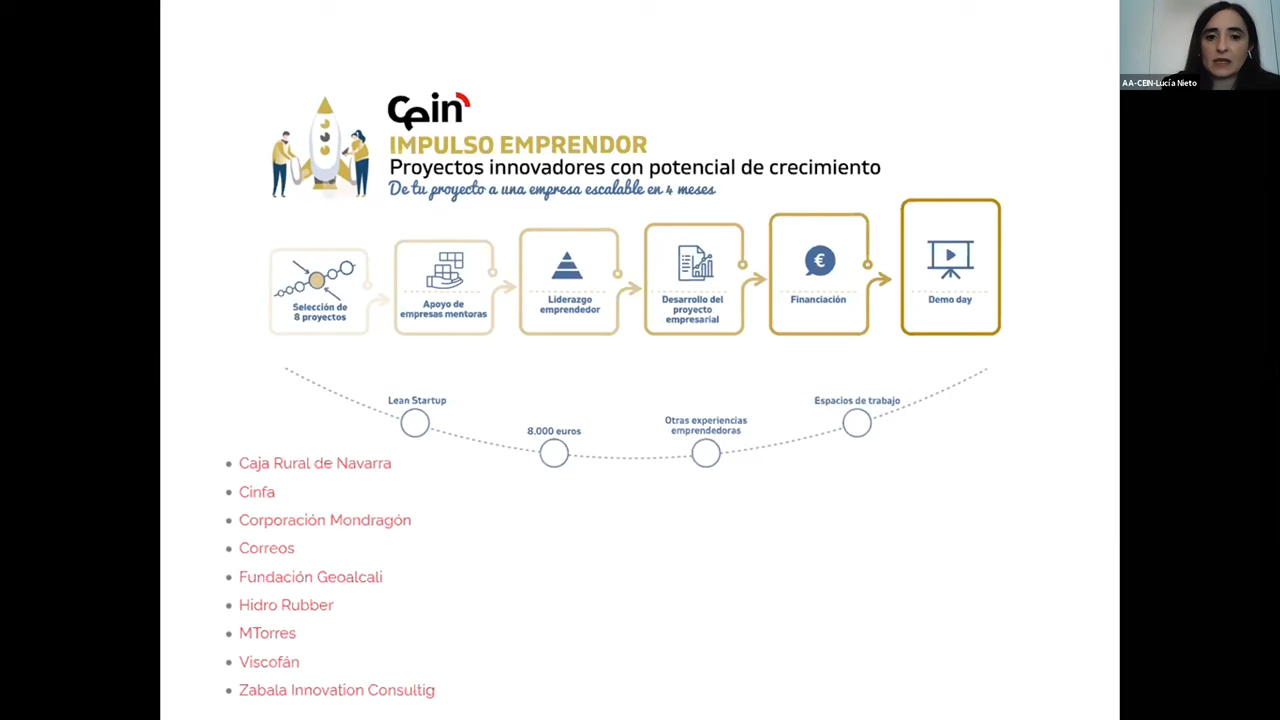 AA-CEIN-Lucía Nieto
cein
IMPULSO EMPRENDOR
Proyectos innovadores con potencial de crecimiento
De tu proyecto a una empresa escalable en 4 meses
Selección de
8 proyectos
Apoyo de
empresas mentoras
Liderazgo
emprendedor
Desarrollo del
proyecto
empresarial
€
Financiación
Demo day
Lean Startup
8.000 euros
Otras experiencias
emprendedoras
Espacios de trabajo
• Caja Rural de Navarra
• Cinfa
• Corporación Mondragón
• Correos
• Fundación Geoalcali
• Hidro Rubber
• MTorres
• Viscofán
• Zabala Innovation Consultig